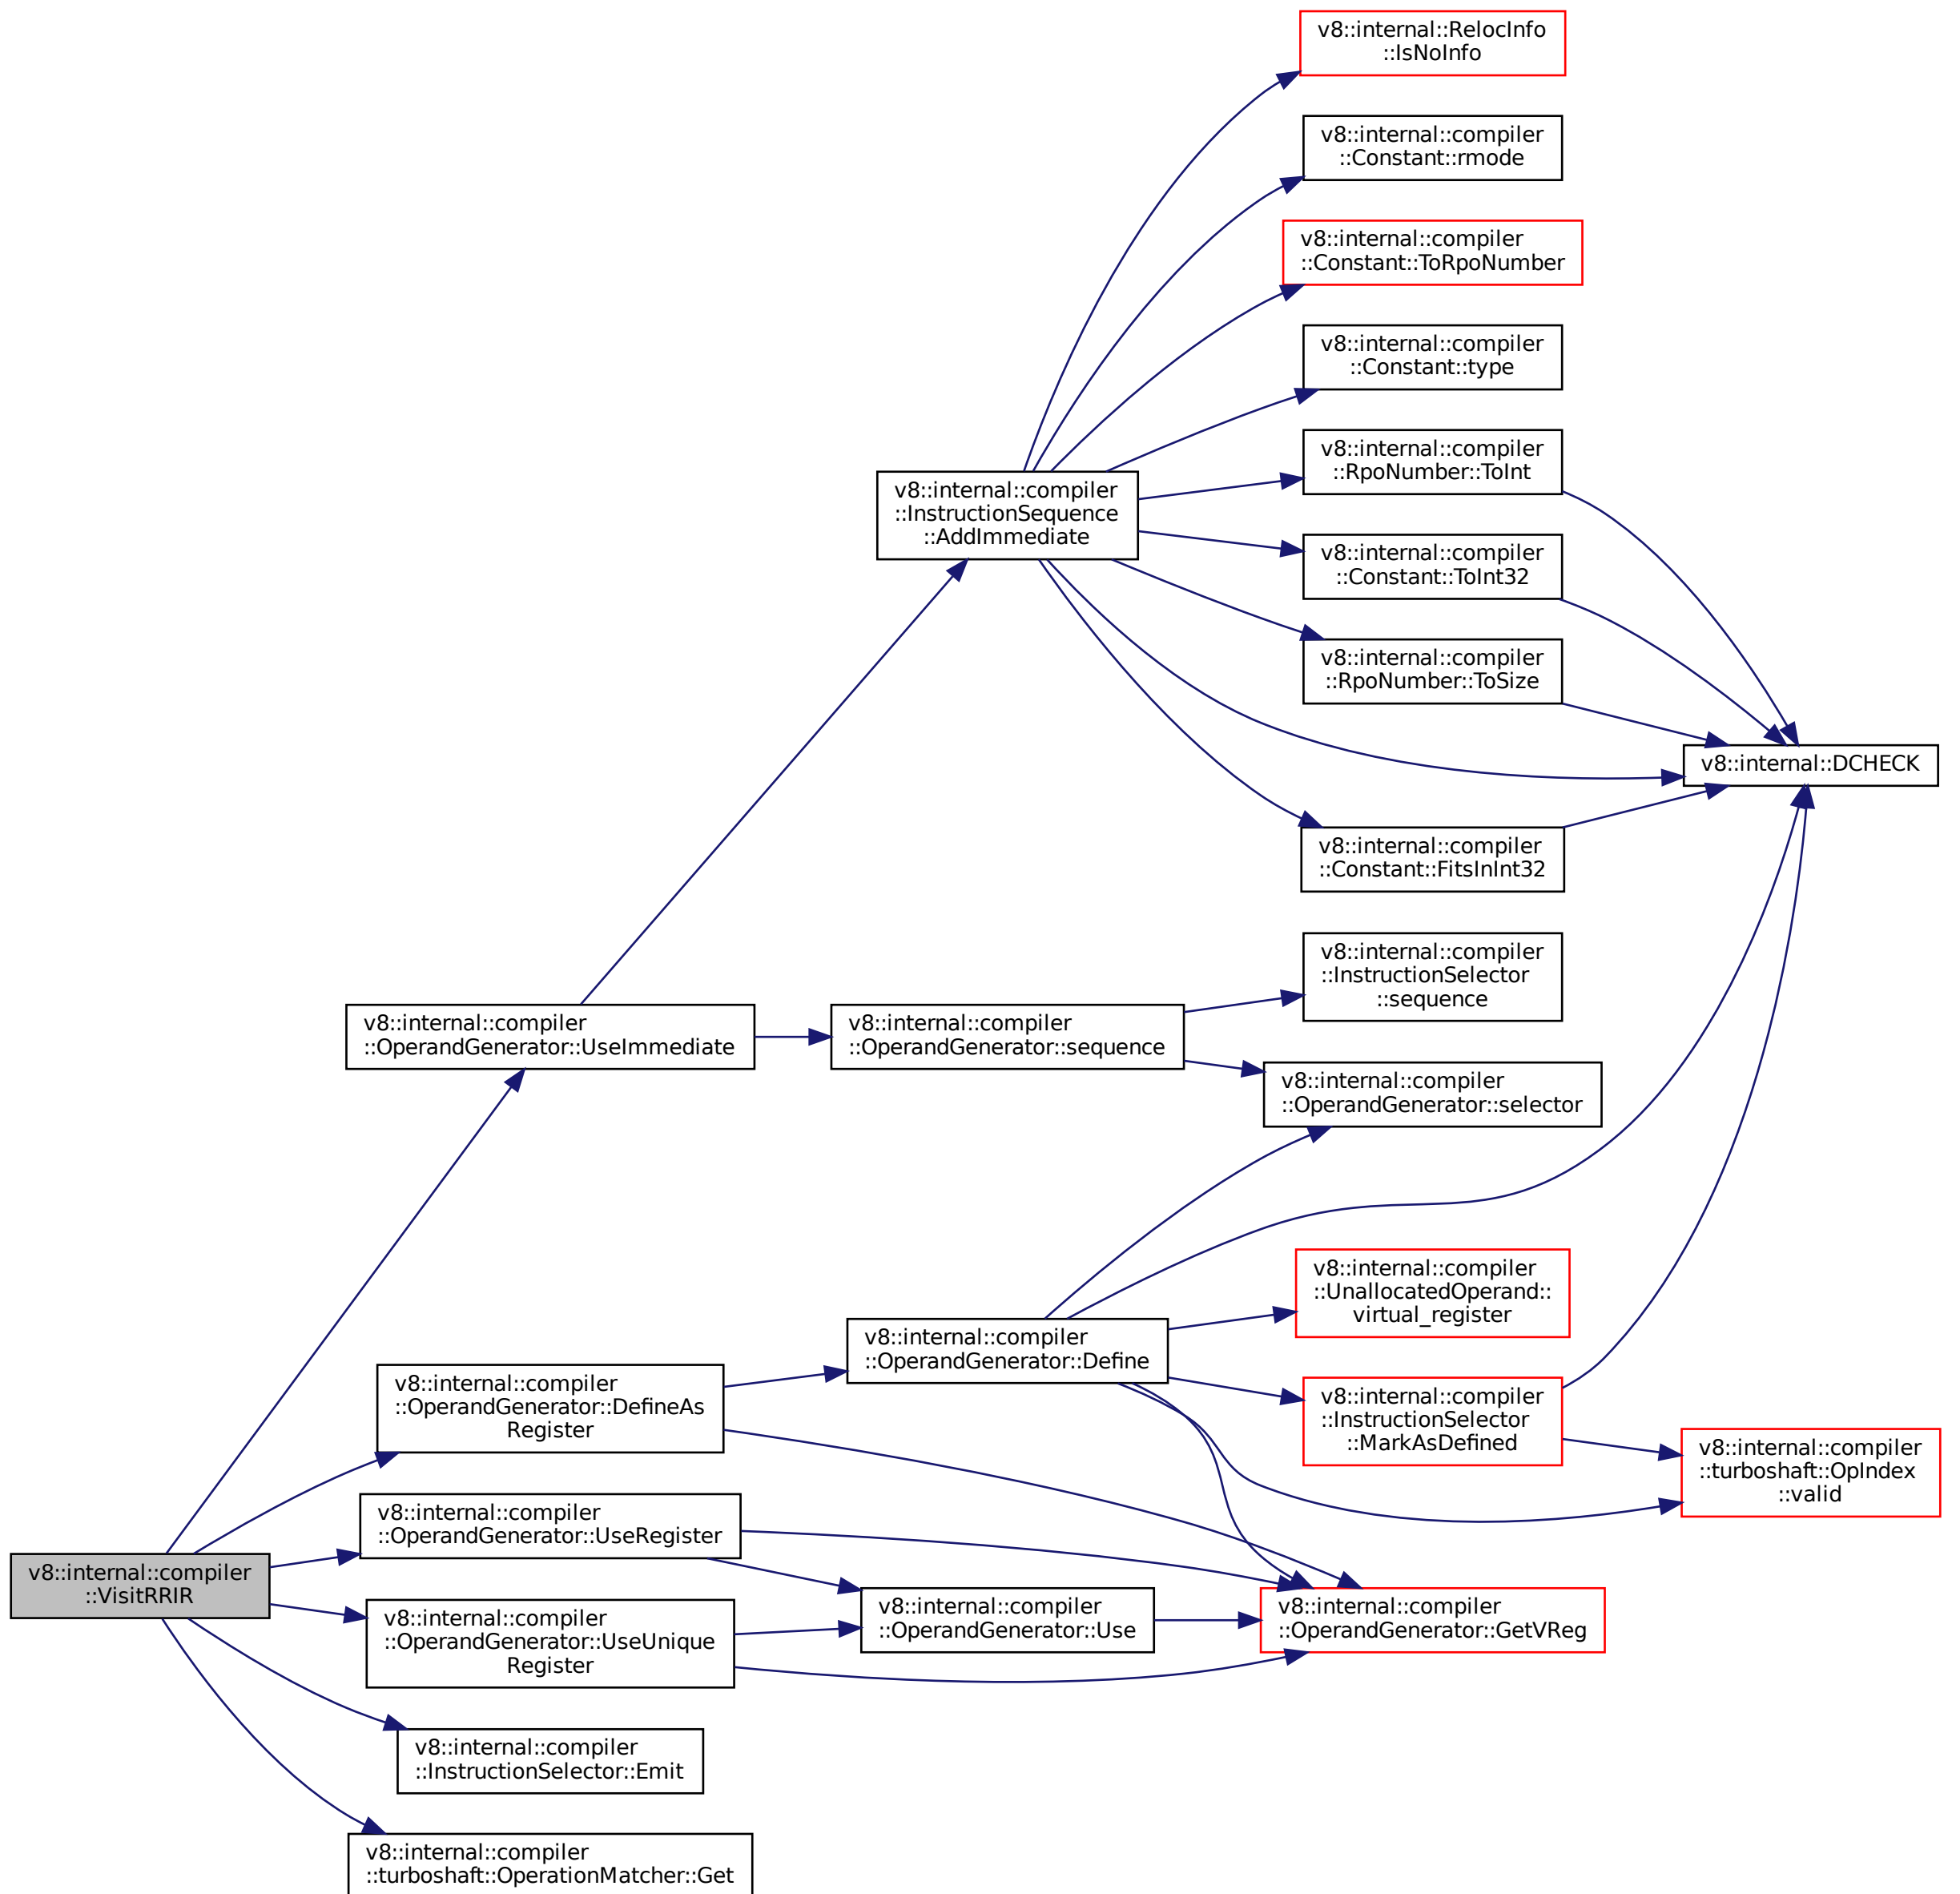 v8::internal::RelocInfo
::IsNoInfo
v8::internal::compiler
::Constant::rmode
v8::internal::compiler
::Constant::ToRpoNumber
v8::internal::compiler
::Constant::type
v8::internal::compiler
::RpoNumber::ToInt
v8::internal::compiler
::InstructionSequence
::AddImmediate
v8::internal::compiler
::Constant::ToInt32
v8::internal::compiler
::RpoNumber::ToSize
v8::internal::DCHECK
v8::internal::compiler
::Constant::FitsInInt32
v8::internal::compiler
::InstructionSelector
::sequence
v8::internal::compiler
::OperandGenerator::UseImmediate
v8::internal::compiler
::OperandGenerator::sequence
v8::internal::compiler
::OperandGenerator::selector
v8::internal::compiler
::UnallocatedOperand::
virtual_register
v8::internal::compiler
::OperandGenerator::Define
v8::internal::compiler
::OperandGenerator::DefineAs
Register
v8::internal::compiler
::InstructionSelector
::MarkAsDefined
v8::internal::compiler
::turboshaft::OpIndex
::valid
v8::internal::compiler
::OperandGenerator::UseRegister
v8::internal::compiler
::VisitRRIR
v8::internal::compiler
::OperandGenerator::UseUnique
Register
v8::internal::compiler
::OperandGenerator::Use
v8::internal::compiler
::OperandGenerator::GetVReg
v8::internal::compiler
::InstructionSelector::Emit
v8::internal::compiler
::turboshaft::OperationMatcher::Get